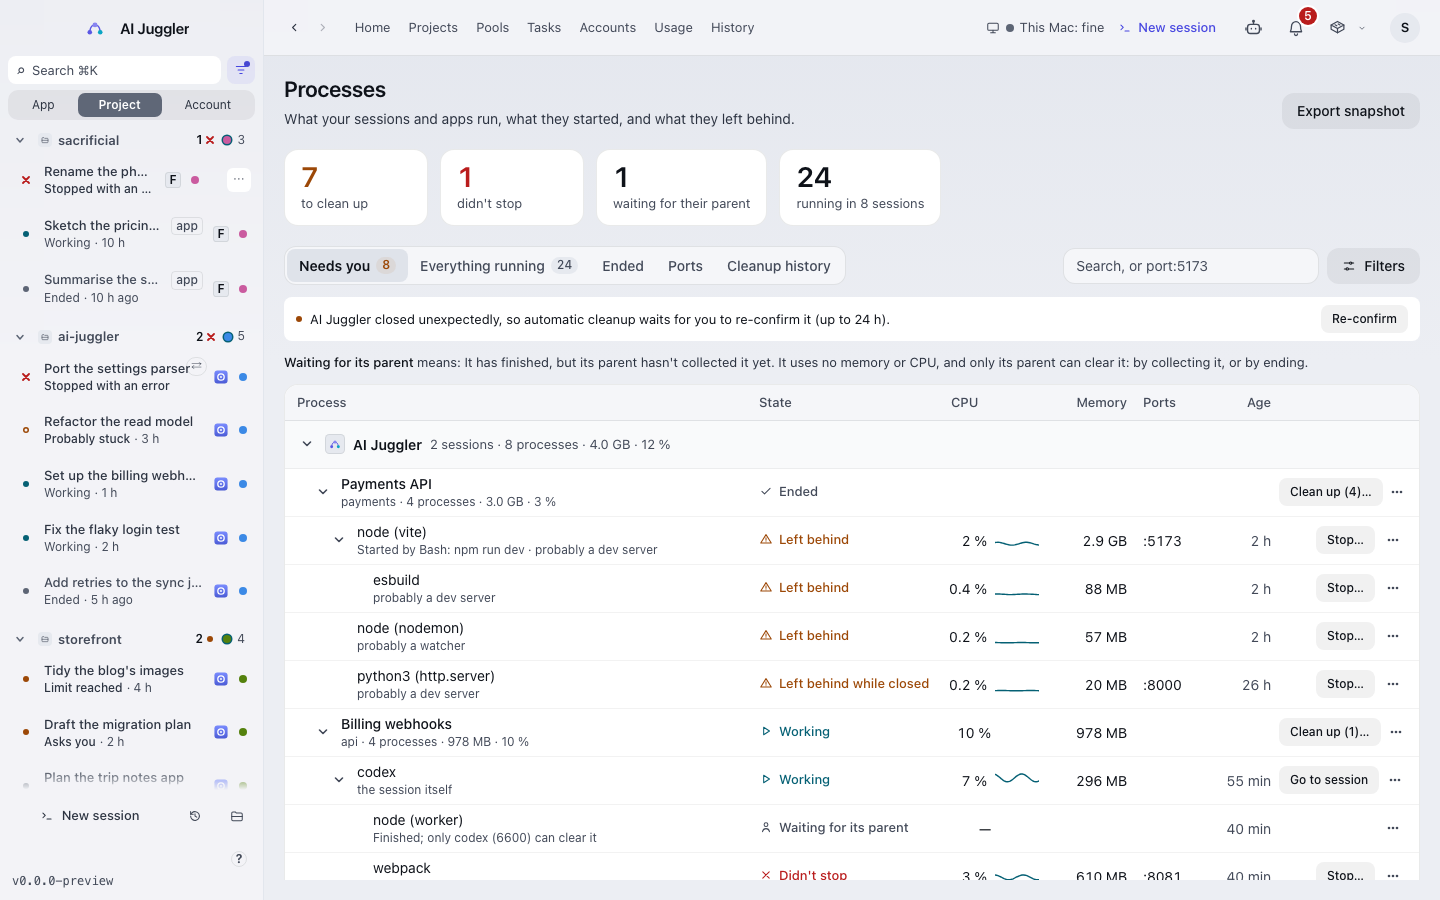 AI Juggler
Search ⌘K
App Project Account
sacrificial 1 3
Rename the ph...
Stopped with an ... F
Sketch the pricin... app
Working · 10 h F
Summarise the s... app
Ended · 10 h ago F
ai-juggler 2 5
Port the settings parser
Stopped with an error
Refactor the read model
Probably stuck · 3 h
Set up the billing webh...
Working · 1 h
Fix the flaky login test
Working · 2 h
Add retries to the sync j...
Ended · 5 h ago
storefront 2 4
Tidy the blog's images
Limit reached · 4 h
Draft the migration plan
Asks you · 2 h
Plan the trip notes app
New session
?
v0.0.0-preview
Home Projects Pools Tasks Accounts Usage History This Mac: fine New session 5 S
Processes
What your sessions and apps run, what they started, and what they left behind.
Export snapshot
7 to clean up
1 didn't stop
1 waiting for their parent
24 running in 8 sessions
Needs you 8 Everything running 24 Ended Ports Cleanup history Search, or port:5173 Filters
AI Juggler closed unexpectedly, so automatic cleanup waits for you to re-confirm it (up to 24 h). Re-confirm
Waiting for its parent means: It has finished, but its parent hasn't collected it yet. It uses no memory or CPU, and only its parent can clear it: by collecting it, or by ending.
Process State CPU Memory Ports Age
AI Juggler 2 sessions · 8 processes · 4.0 GB · 12 %
Payments API Ended Clean up (4)...
payments · 4 processes · 3.0 GB · 3 %
node (vite) Left behind 2 % 2.9 GB :5173 2 h Stop...
Started by Bash: npm run dev · probably a dev server
esbuild Left behind 0.4 % 88 MB 2 h Stop...
probably a dev server
node (nodemon) Left behind 0.2 % 57 MB 2 h Stop...
probably a watcher
python3 (http.server) Left behind while closed 0.2 % 20 MB :8000 26 h Stop...
probably a dev server
Billing webhooks Working 10 % 978 MB Clean up (1)...
api · 4 processes · 978 MB · 10 %
codex Working 7 % 296 MB 55 min Go to session
the session itself
node (worker) Waiting for its parent — 40 min
Finished; only codex (6600) can clear it
webpack Didn't stop 3 % 610 MB :8081 40 min Stop...